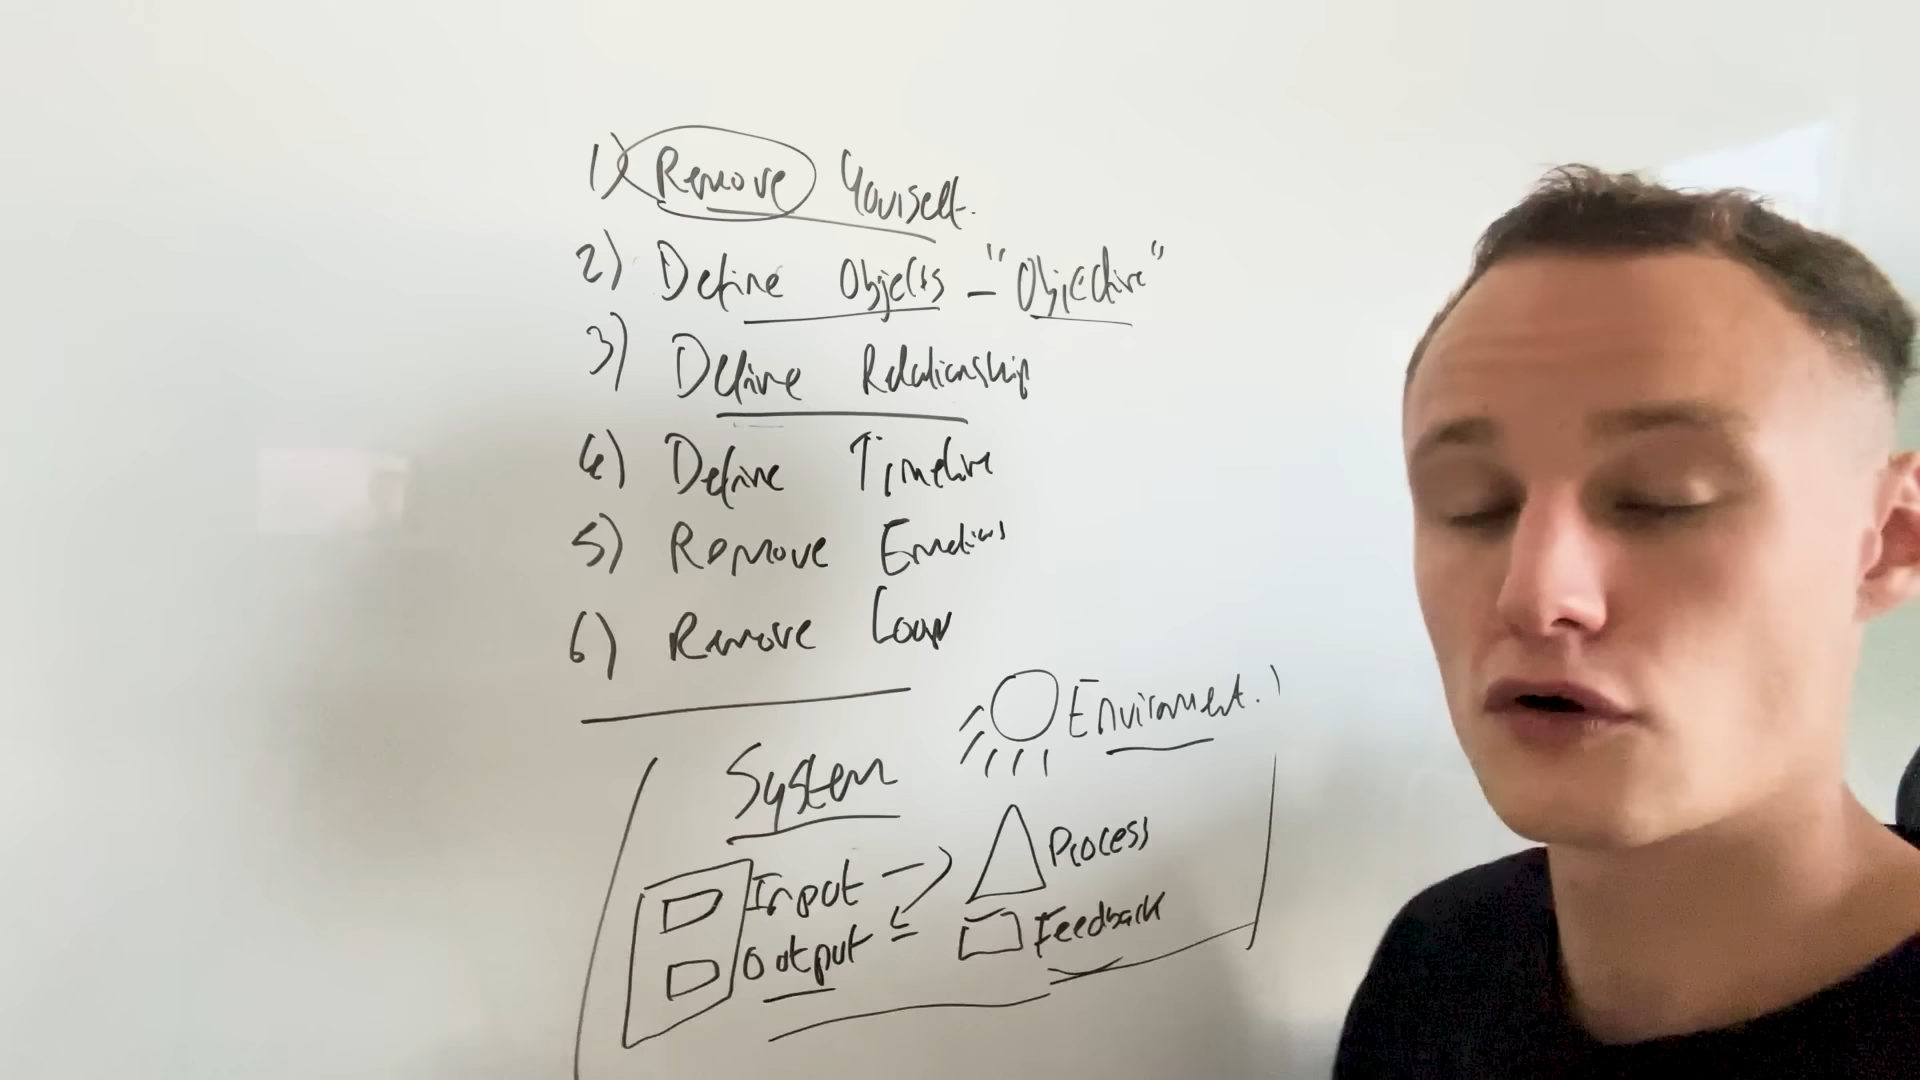 1) Remove Yourself.
2) Define Objects - "Objective"
3) Define Relationship
4) Define Timeline
5) Remove Emotions
6) Remove Loop
Enviroment.
System
Process
Input
Feedback
Output